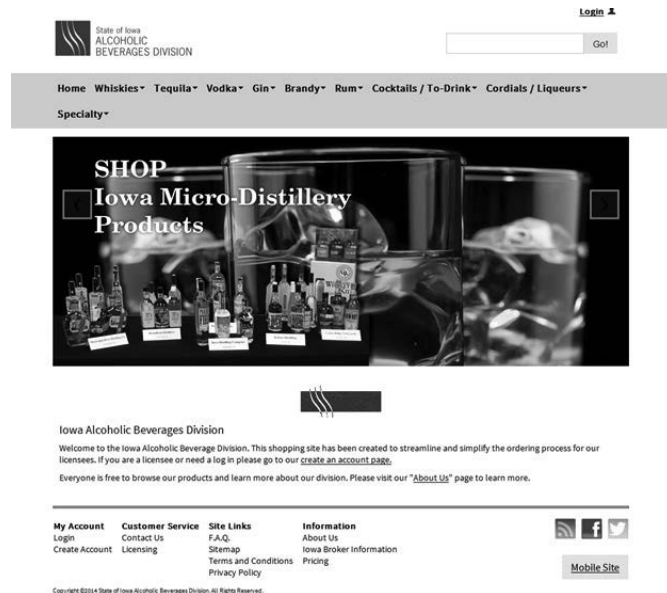 Login
State of Iowa
ALCOHOLIC
BEVERAGES DIVISION
Go!
Home Whiskies Tequila Vodka Gin Brandy Rum Cocktails / To-Drink Cordials / Liqueurs
Specialty
SHOP
Iowa Micro-Distillery
Products
Iowa Alcoholic Beverages Division
Welcome to the Iowa Alcoholic Beverage Division. This shopping site has been created to streamline and simplify the ordering process for our
licensees. If you are a licensee or need a log in please go to our create an account page.
Everyone is free to browse our products and learn more about our division. Please visit our "About Us" page to learn more.
My Account Customer Service Site Links Information
Login Contact Us F.A.Q. About Us
Create Account Licensing Sitemap Iowa Broker Information
Terms and Conditions Pricing
Privacy Policy
Mobile Site
Copyright ©2014 State of Iowa Alcoholic Beverages Division. All Rights Reserved.